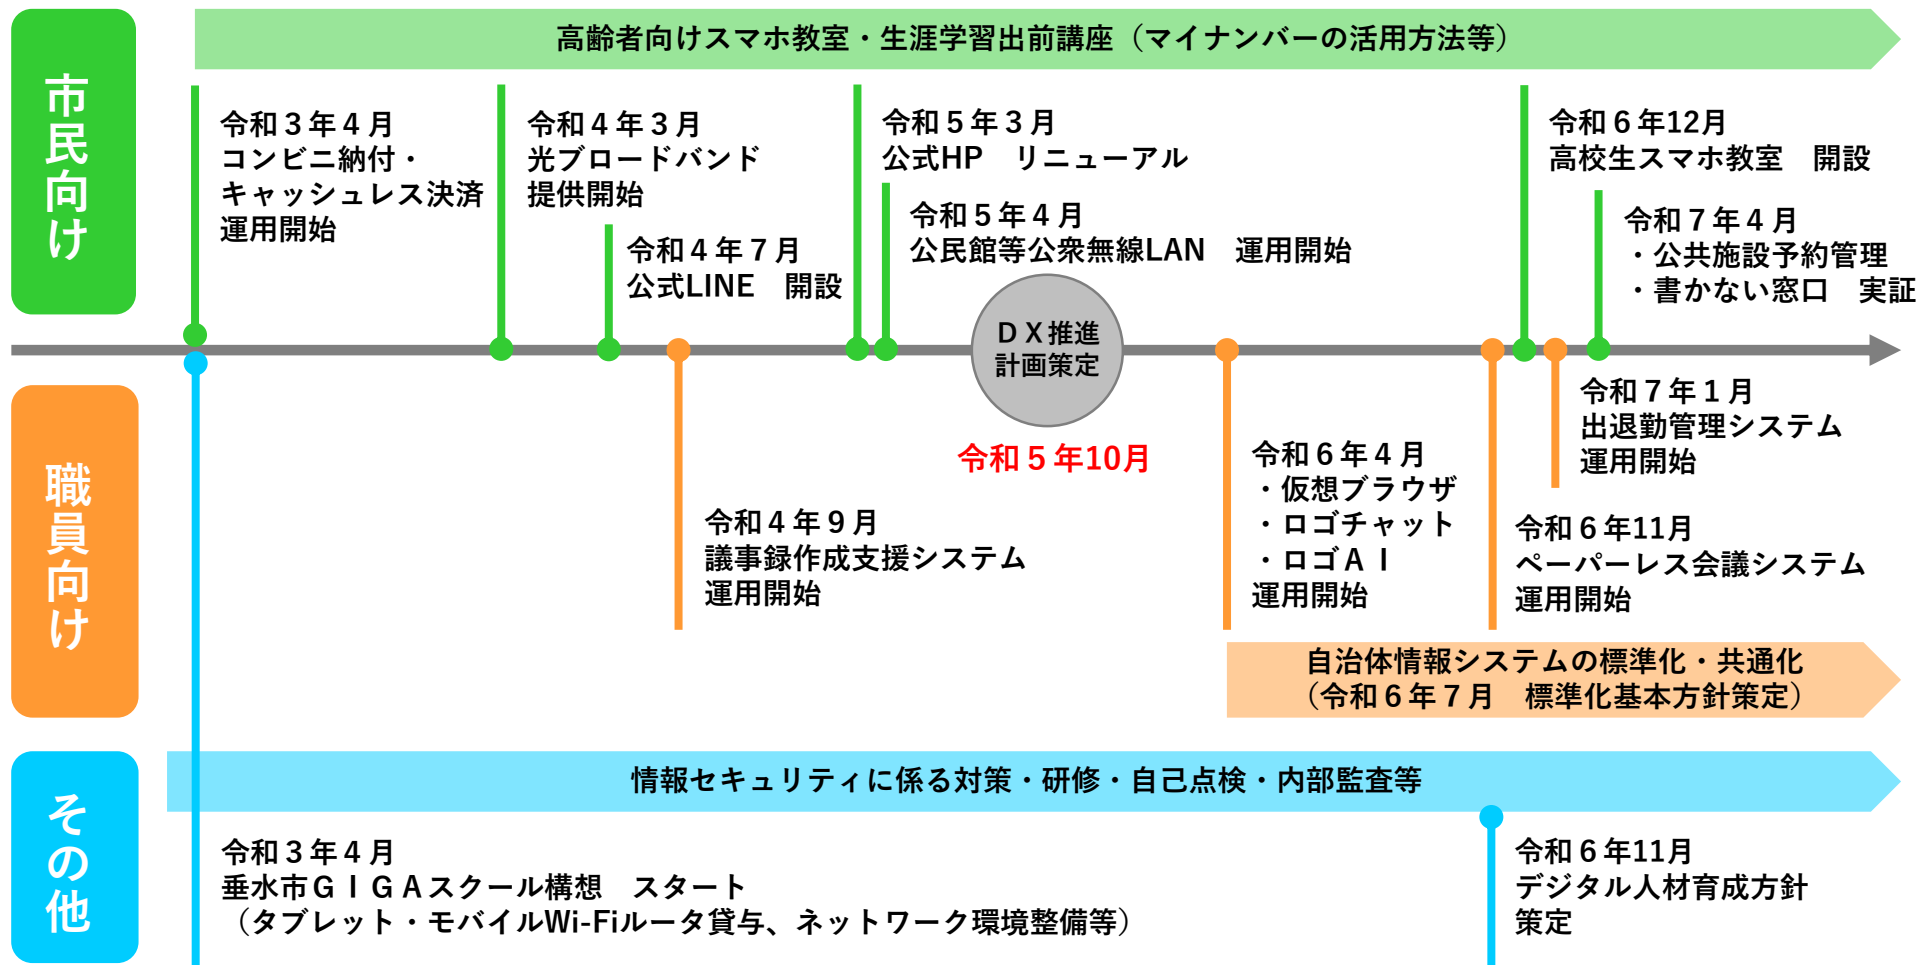 市民向け
高齢者向けスマホ教室・生涯学習出前講座（マイナンバーの活用方法等）
令和３年４月
コンビニ納付・
キャッシュレス決済
運用開始
令和４年３月
光ブロードバンド
提供開始
令和４年７月
公式LINE　開設
令和５年３月
公式HP　リニューアル
令和５年４月
公民館等公衆無線LAN　運用開始
令和６年12月
高校生スマホ教室　開設
令和７年４月
・公共施設予約管理
・書かない窓口　実証
ＤＸ推進
計画策定
令和５年10月
職員向け
令和４年９月
議事録作成支援システム
運用開始
令和６年４月
・仮想ブラウザ
・ロゴチャット
・ロゴＡＩ
運用開始
令和７年１月
出退勤管理システム
運用開始
令和６年11月
ペーパーレス会議システム
運用開始
自治体情報システムの標準化・共通化
（令和６年７月　標準化基本方針策定）
その他
情報セキュリティに係る対策・研修・自己点検・内部監査等
令和３年４月
垂水市ＧＩＧＡスクール構想　スタート
（タブレット・モバイルWi-Fiルータ貸与、ネットワーク環境整備等）
令和６年11月
デジタル人材育成方針
策定